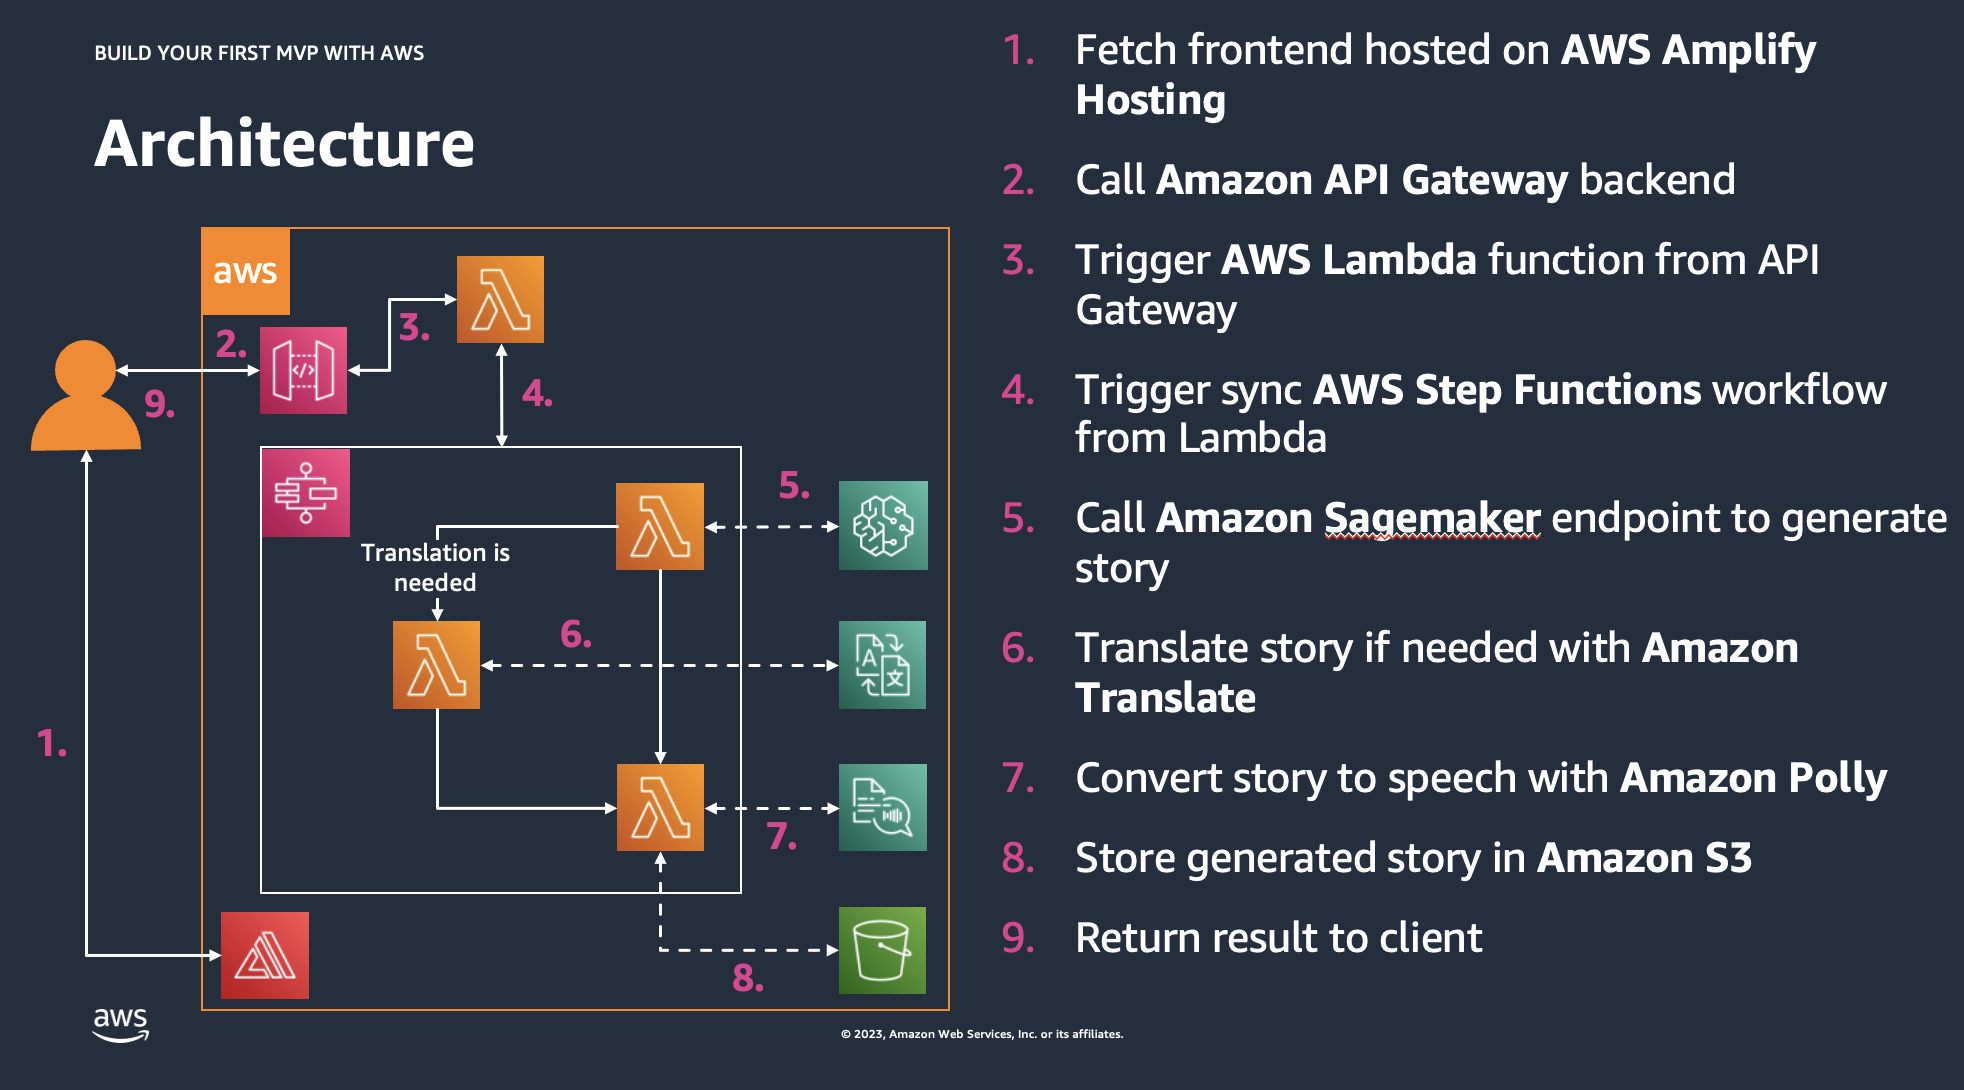 BUILD YOUR FIRST MVP WITH AWS
Architecture
aws
2.
3.
9.
4.
5.
Translation is
needed
6.
1.
7.
8.
aws
1. Fetch frontend hosted on AWS Amplify
Hosting
2. Call Amazon API Gateway backend
3. Trigger AWS Lambda function from API
Gateway
4. Trigger sync AWS Step Functions workflow
from Lambda
5. Call Amazon Sagemaker endpoint to generate
story
6. Translate story if needed with Amazon
Translate
7. Convert story to speech with Amazon Polly
8. Store generated story in Amazon S3
9. Return result to client
© 2023, Amazon Web Services, Inc. or its affiliates.